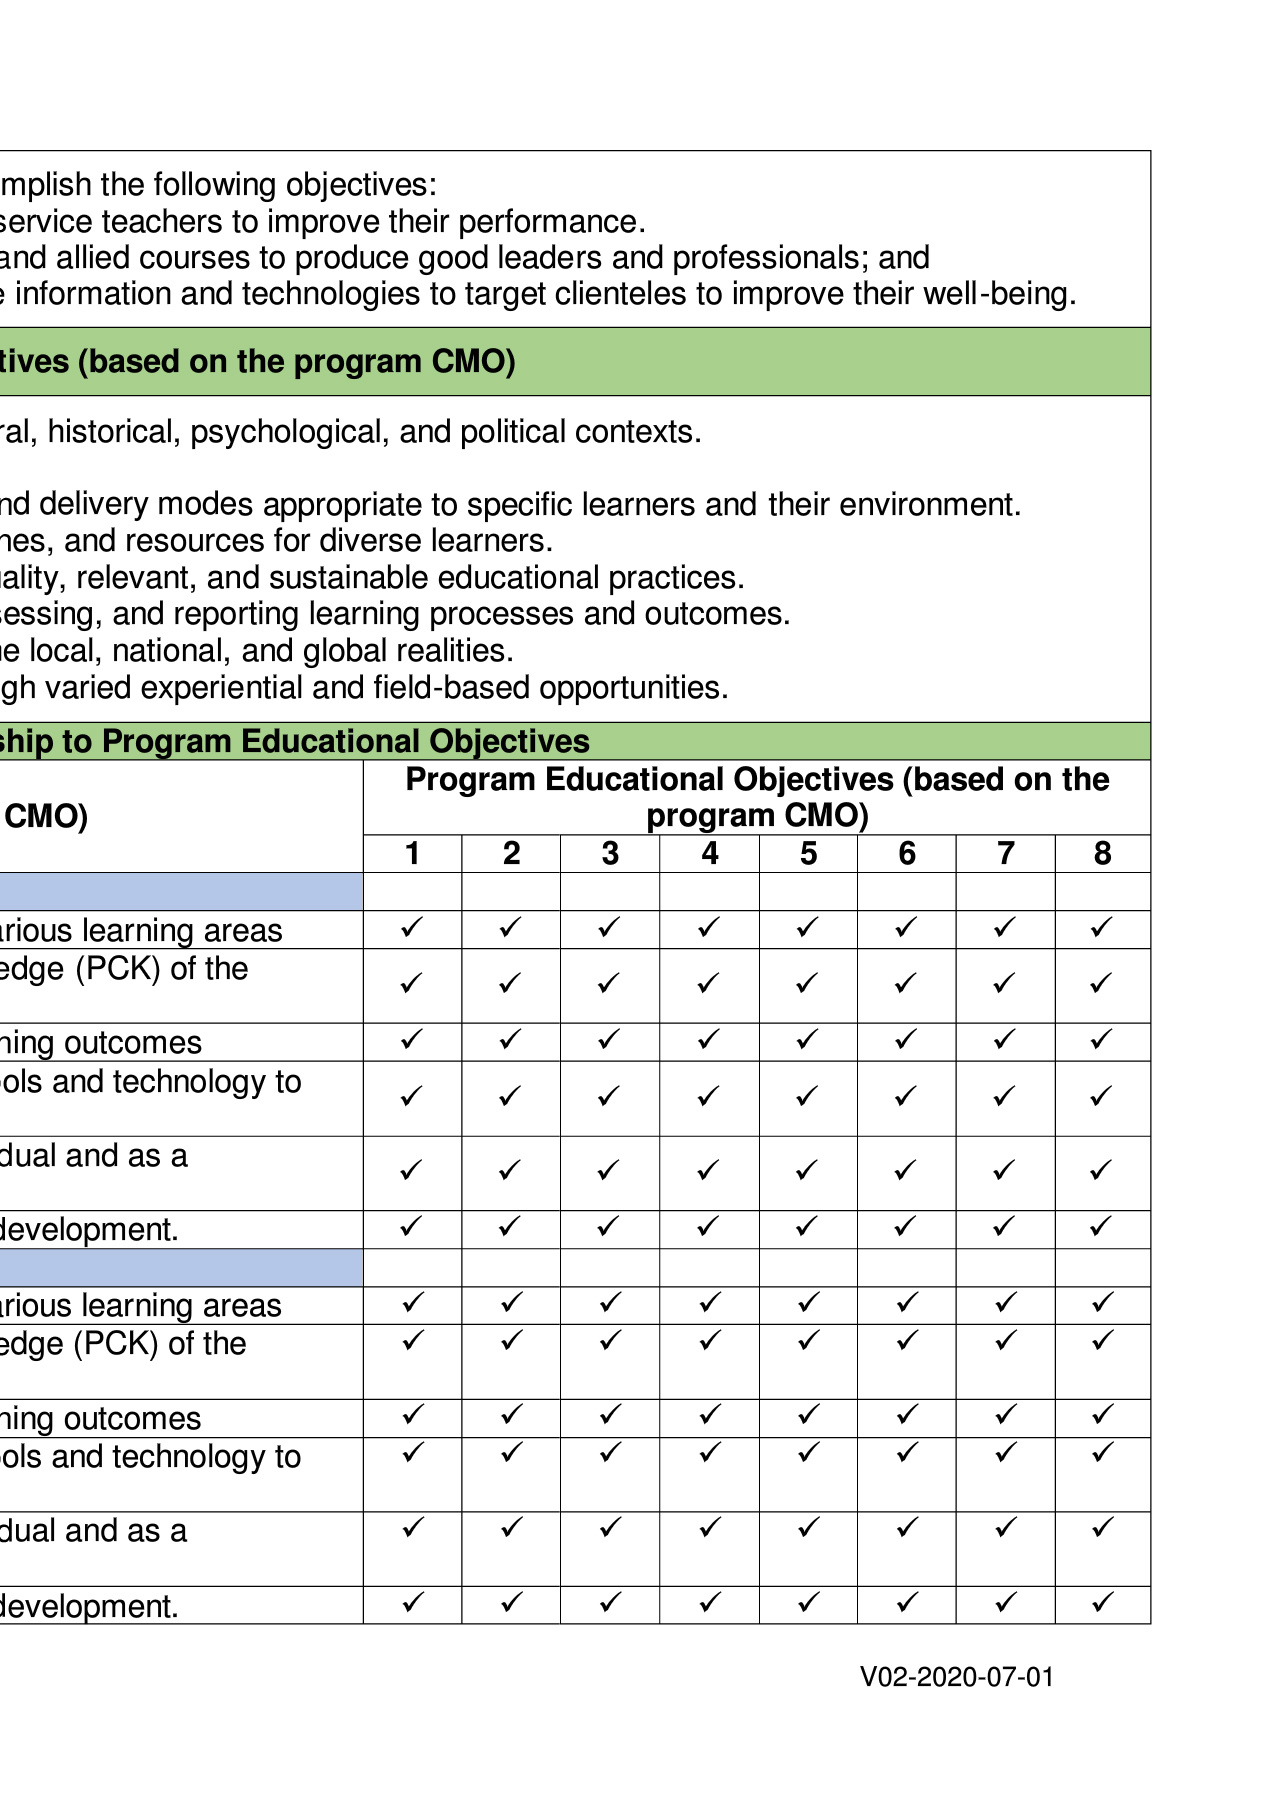 mplish the following objectives:
service teachers to improve their performance.
and allied courses to produce good leaders and professionals; and
e information and technologies to target clienteles to improve their well-being.
tives (based on the program CMO)
ral, historical, psychological, and political contexts.
nd delivery modes appropriate to specific learners and their environment.
nes, and resources for diverse learners.
uality, relevant, and sustainable educational practices.
sessing, and reporting learning processes and outcomes.
he local, national, and global realities.
gh varied experiential and field-based opportunities.
ship to Program Educational Objectives
CMO)
Program Educational Objectives (based on the
program CMO)
1 2 3 4 5 6 7 8
arious learning areas ✓ ✓ ✓ ✓ ✓ ✓ ✓ ✓
edge (PCK) of the ✓ ✓ ✓ ✓ ✓ ✓ ✓ ✓
ning outcomes ✓ ✓ ✓ ✓ ✓ ✓ ✓ ✓
ools and technology to ✓ ✓ ✓ ✓ ✓ ✓ ✓ ✓
dual and as a ✓ ✓ ✓ ✓ ✓ ✓ ✓ ✓
development. ✓ ✓ ✓ ✓ ✓ ✓ ✓ ✓
arious learning areas ✓ ✓ ✓ ✓ ✓ ✓ ✓ ✓
edge (PCK) of the ✓ ✓ ✓ ✓ ✓ ✓ ✓ ✓
ning outcomes ✓ ✓ ✓ ✓ ✓ ✓ ✓ ✓
ools and technology to ✓ ✓ ✓ ✓ ✓ ✓ ✓ ✓
dual and as a ✓ ✓ ✓ ✓ ✓ ✓ ✓ ✓
development. ✓ ✓ ✓ ✓ ✓ ✓ ✓ ✓
V02-2020-07-01